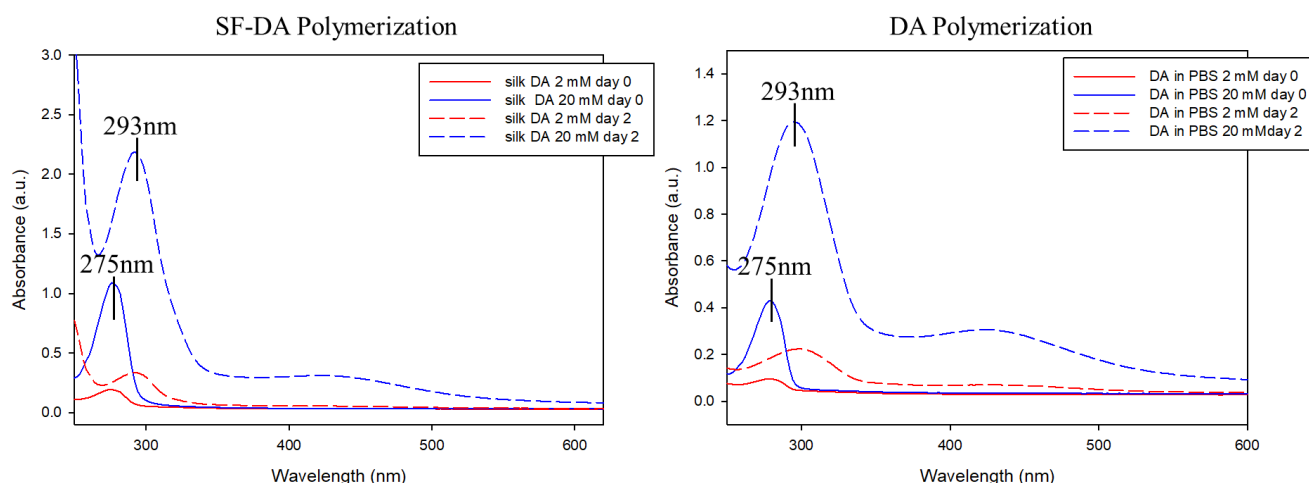 SF-DA Polymerization
3.0
2.5
2.0
1.5
1.0
0.5
0.0
Absorbance (a.u.)
300
400
500
600
Wavelength (nm)
293nm
275nm
silk DA 2 mM day 0
silk  DA 20 mM day 0
silk DA 2 mM day 2
silk DA 20 mM day 2
DA Polymerization
1.4
1.2
1.0
0.8
0.6
0.4
0.2
0.0
Absorbance (a.u.)
300
400
500
600
Wavelength (nm)
293nm
275nm
DA in PBS 2 mM day 0
DA in PBS 20 mM day 0
DA in PBS 2 mM day 2
DA in PBS 20 mMday 2